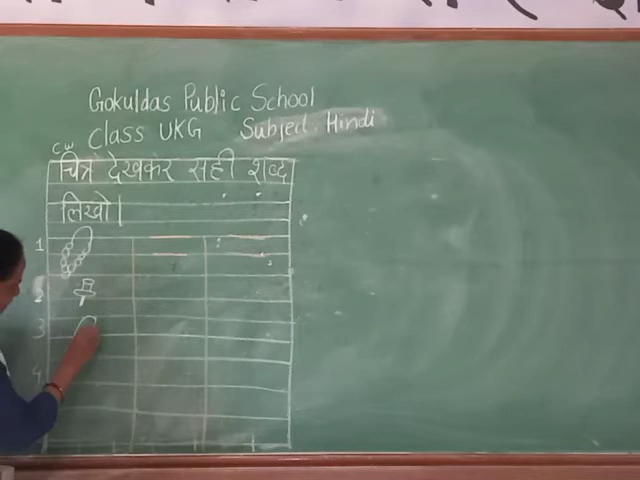 Gokuldas Public School
Class UKG Subject. Hindi
CW
चित्र देखकर सही शब्द
लिखो |
1
2
3
4